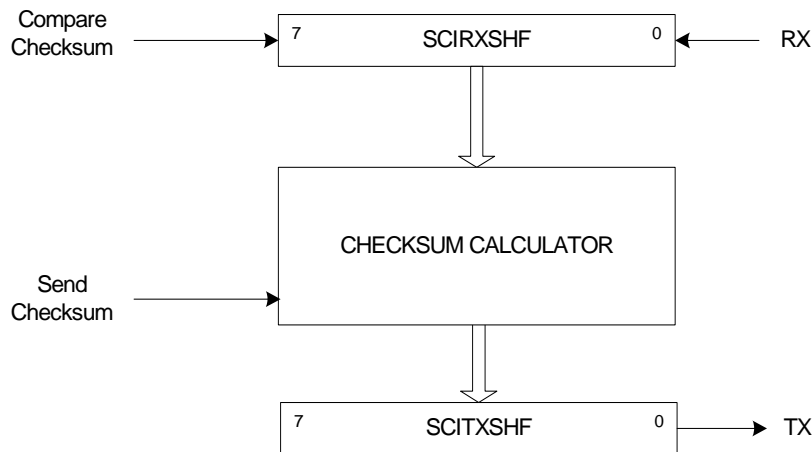 Compare
Checksum
7 SCIRXSHF 0
RX
CHECKSUM CALCULATOR
Send
Checksum
7 SCITXSHF 0
TX